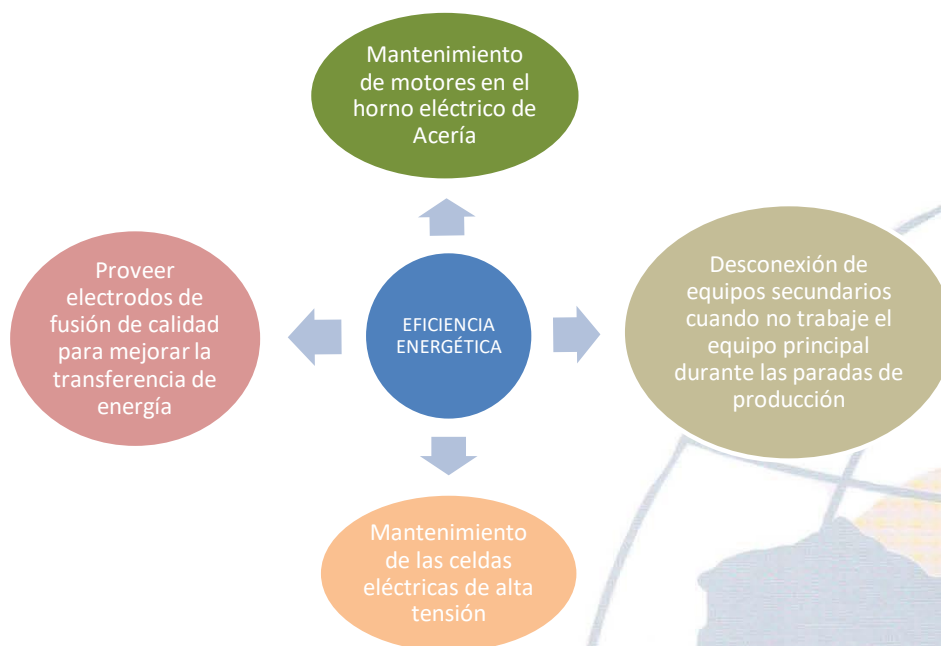 Mantenimiento
de motores en el
horno eléctrico de
Acería
Proveer
electrodos de
fusión de calidad
para mejorar la
transferencia de
energía
EFICIENCIA
ENERGÉTICA
Desconexión de
equipos secundarios
cuando no trabaje el
equipo principal
durante las paradas de
producción
Mantenimiento
de las celdas
eléctricas de alta
tensión